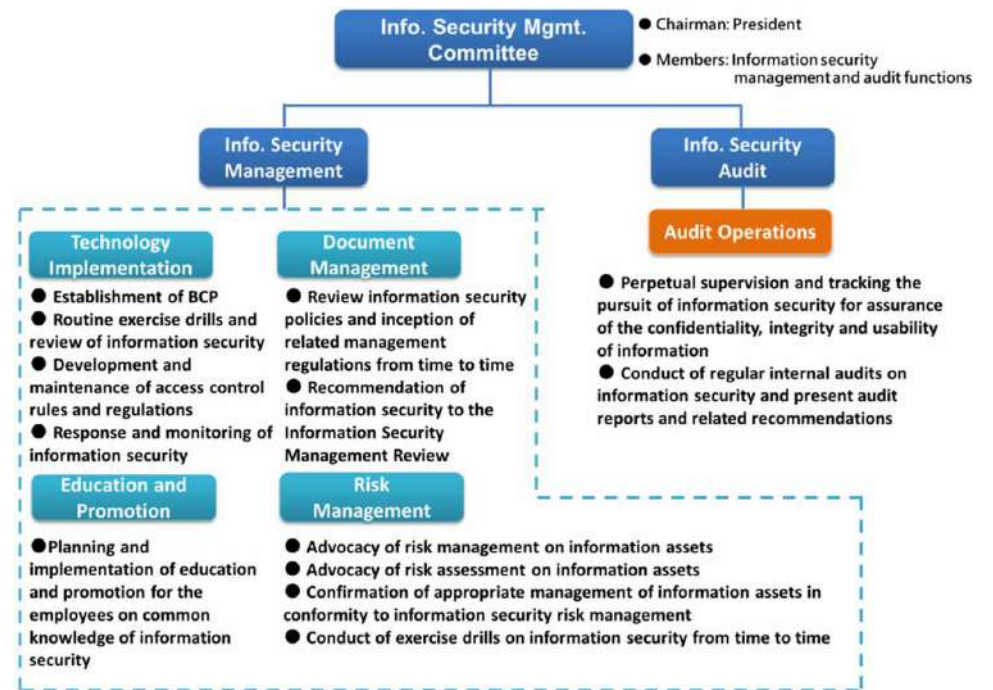 Info. Security Mgmt.
Committee
● Chairman: President
● Members: Information security
management and audit functions
Info. Security
Management
Info. Security
Audit
Technology
Implementation
● Establishment of BCP
● Routine exercise drills and
review of information security
● Development and
maintenance of access control
rules and regulations
● Response and monitoring of
information security
Document
Management
● Review information security
policies and inception of
related management
regulations from time to time
● Recommendation of
information security to the
Information Security
Management Review
Audit Operations
● Perpetual supervision and tracking the
pursuit of information security for assurance
of the confidentiality, integrity and usability
of information
● Conduct of regular internal audits on
information security and present audit
reports and related recommendations
Education and
Promotion
●Planning and
implementation of education
and promotion for the
employees on common
knowledge of information
security
Risk
Management
● Advocacy of risk management on information assets
● Advocacy of risk assessment on information assets
● Confirmation of appropriate management of information assets in
conformity to information security risk management
● Conduct of exercise drills on information security from time to time